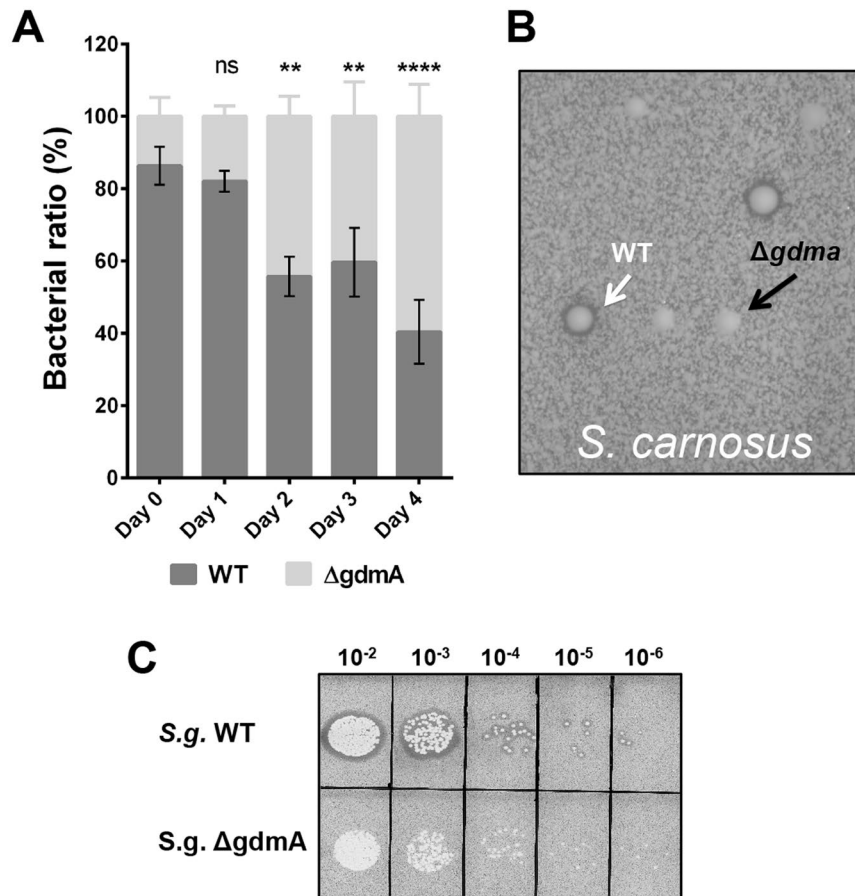 A
120
100
80
60
40
20
0
Bacterial ratio (%)
ns
**
**
****
Day 0
Day 1
Day 2
Day 3
Day 4
WT
ΔgdmA
B
WT
Δgdma
S. carnosus
C
10-2 10-3 10-4 10-5 10-6
S.g. WT
S.g. ΔgdmA